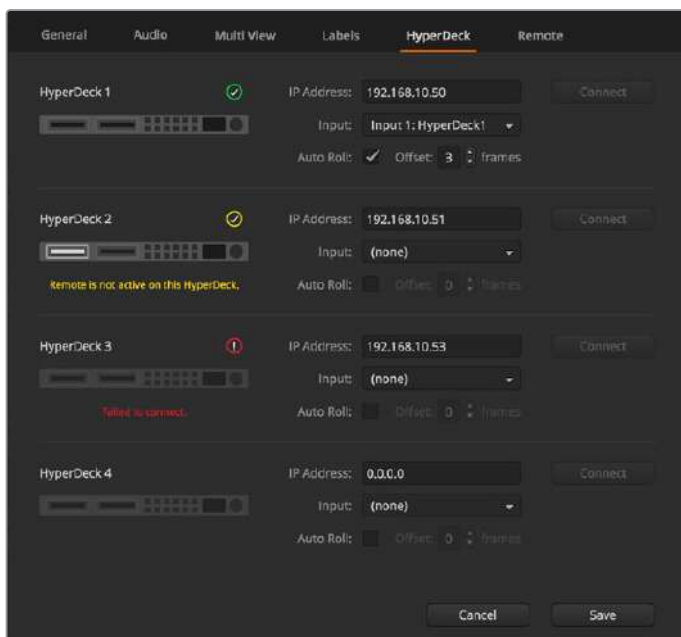 General Audio Multi View Labels HyperDeck Remote
HyperDeck 1 IP Address: 192.168.10.50 Connect
Input: Input 1: HyperDeck1
Auto Roll: Offset: 3 frames
HyperDeck 2 IP Address: 192.168.10.51 Connect
Input: (none)
Remote is not active on this HyperDeck. Auto Roll: Offset: 0 frames
HyperDeck 3 IP Address: 192.168.10.53 Connect
Input: (none)
Failed to connect. Auto Roll: Offset: 0 frames
HyperDeck 4 IP Address: 0.0.0.0 Connect
Input: (none)
Auto Roll: Offset: 0 frames
Cancel Save